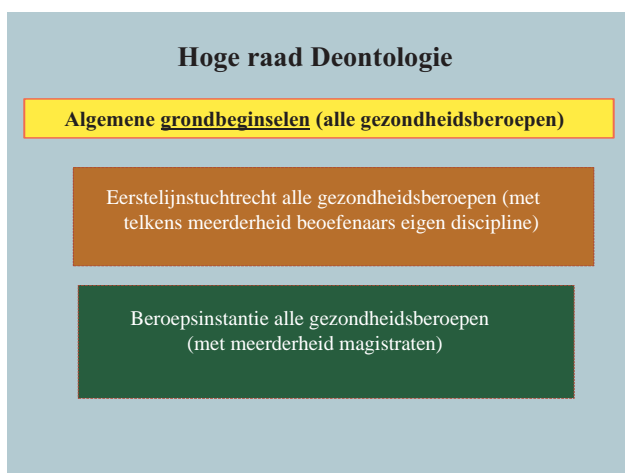 Hoge raad Deontologie
Algemene grondbeginselen (alle gezondheidsberoepen)
Eerstelijnstuchtrecht alle gezondheidsberoepen (met
telkens meerderheid beoefenaars eigen discipline)
Beroepsinstantie alle gezondheidsberoepen
(met meerderheid magistraten)